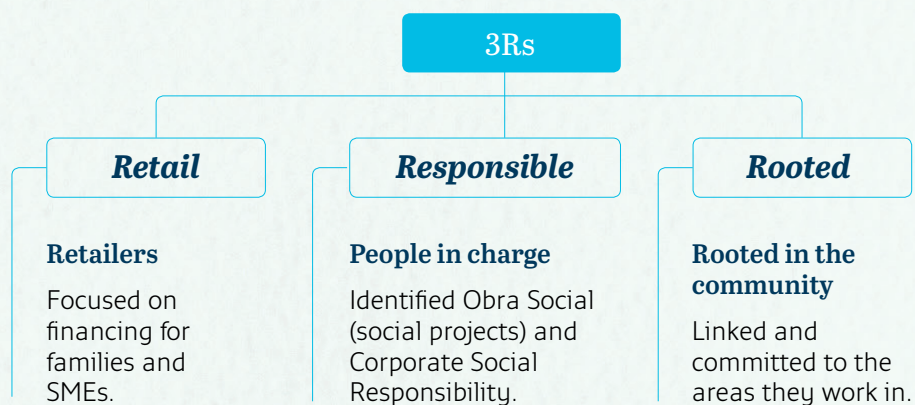 3Rs
Retail
Responsible
Rooted
Retailers
Focused on
financing for
families and
SMEs.
People in charge
Identified Obra Social
(social projects) and
Corporate Social
Responsibility.
Rooted in the
community
Linked and
committed to the
areas they work in.